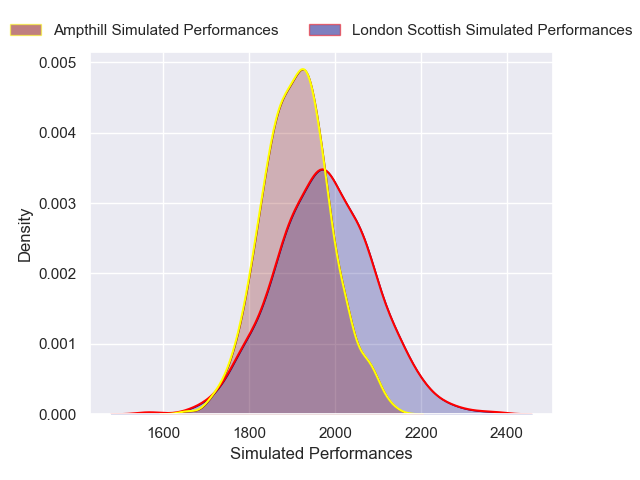 Ampthill Simulated Performances London Scottish Simulated Performances
0.005
0.004
0.003
0.002
0.001
0.000
Density
1600 1800 2000 2200 2400
Simulated Performances